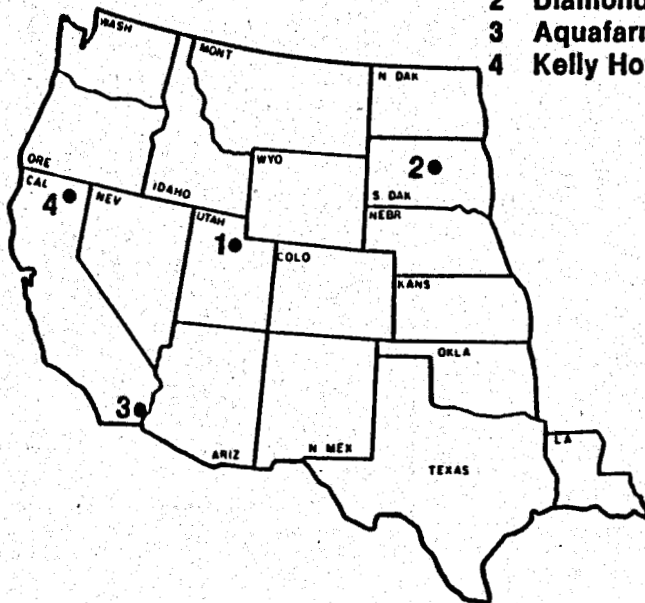 2 Diamond
3 Aquafarm
4 Kelly Ho
WASH
MONT
N DAK
ORE
CAL
4
NEV
IDAHO
WYO
2
S. DAK
NEBR
UTAH
1
COLO
KANS
OKLA
3
ARIZ
N MEX
TEXAS
LA